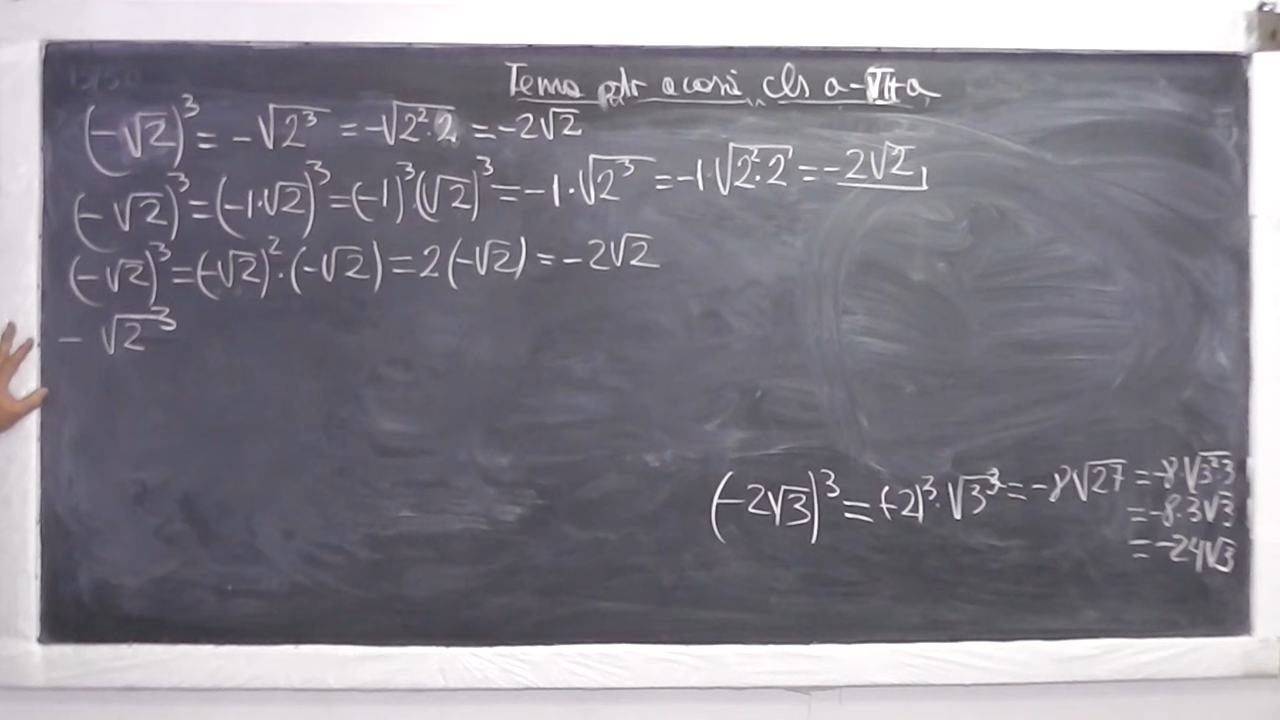 Tema ptr acasă cls a-VII-a
(-√2)³ = -√2³ = -√2²·2 = -2√2
(-√2)³ = (-1·√2)³ = (-1)³·(√2)³ = -1·√2³ = -1·√2²·2 = -2√2
(-√2)³ = (-√2)²·(-√2) = 2(-√2) = -2√2
- √2³
(-2√3)³ = (-2)³·√3³ = -8√27 = -8·√3²·3
= -8·3√3
= -24√3